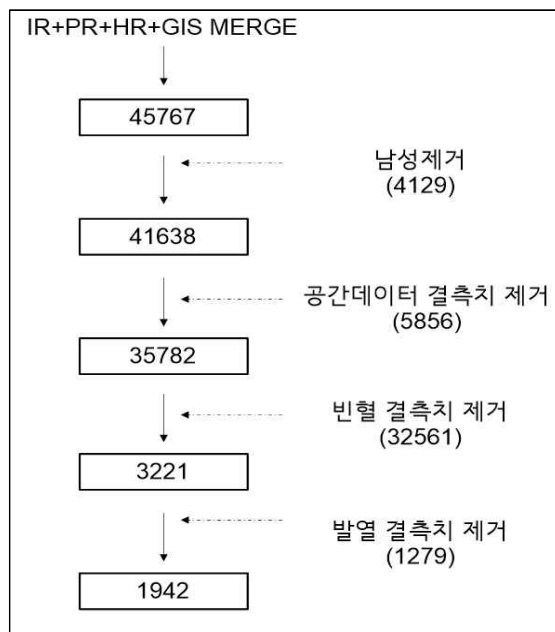 IR+PR+HR+GIS MERGE
45767
남성제거
(4129)
41638
공간데이터 결측치 제거
(5856)
35782
빈혈 결측치 제거
(32561)
3221
발열 결측치 제거
(1279)
1942